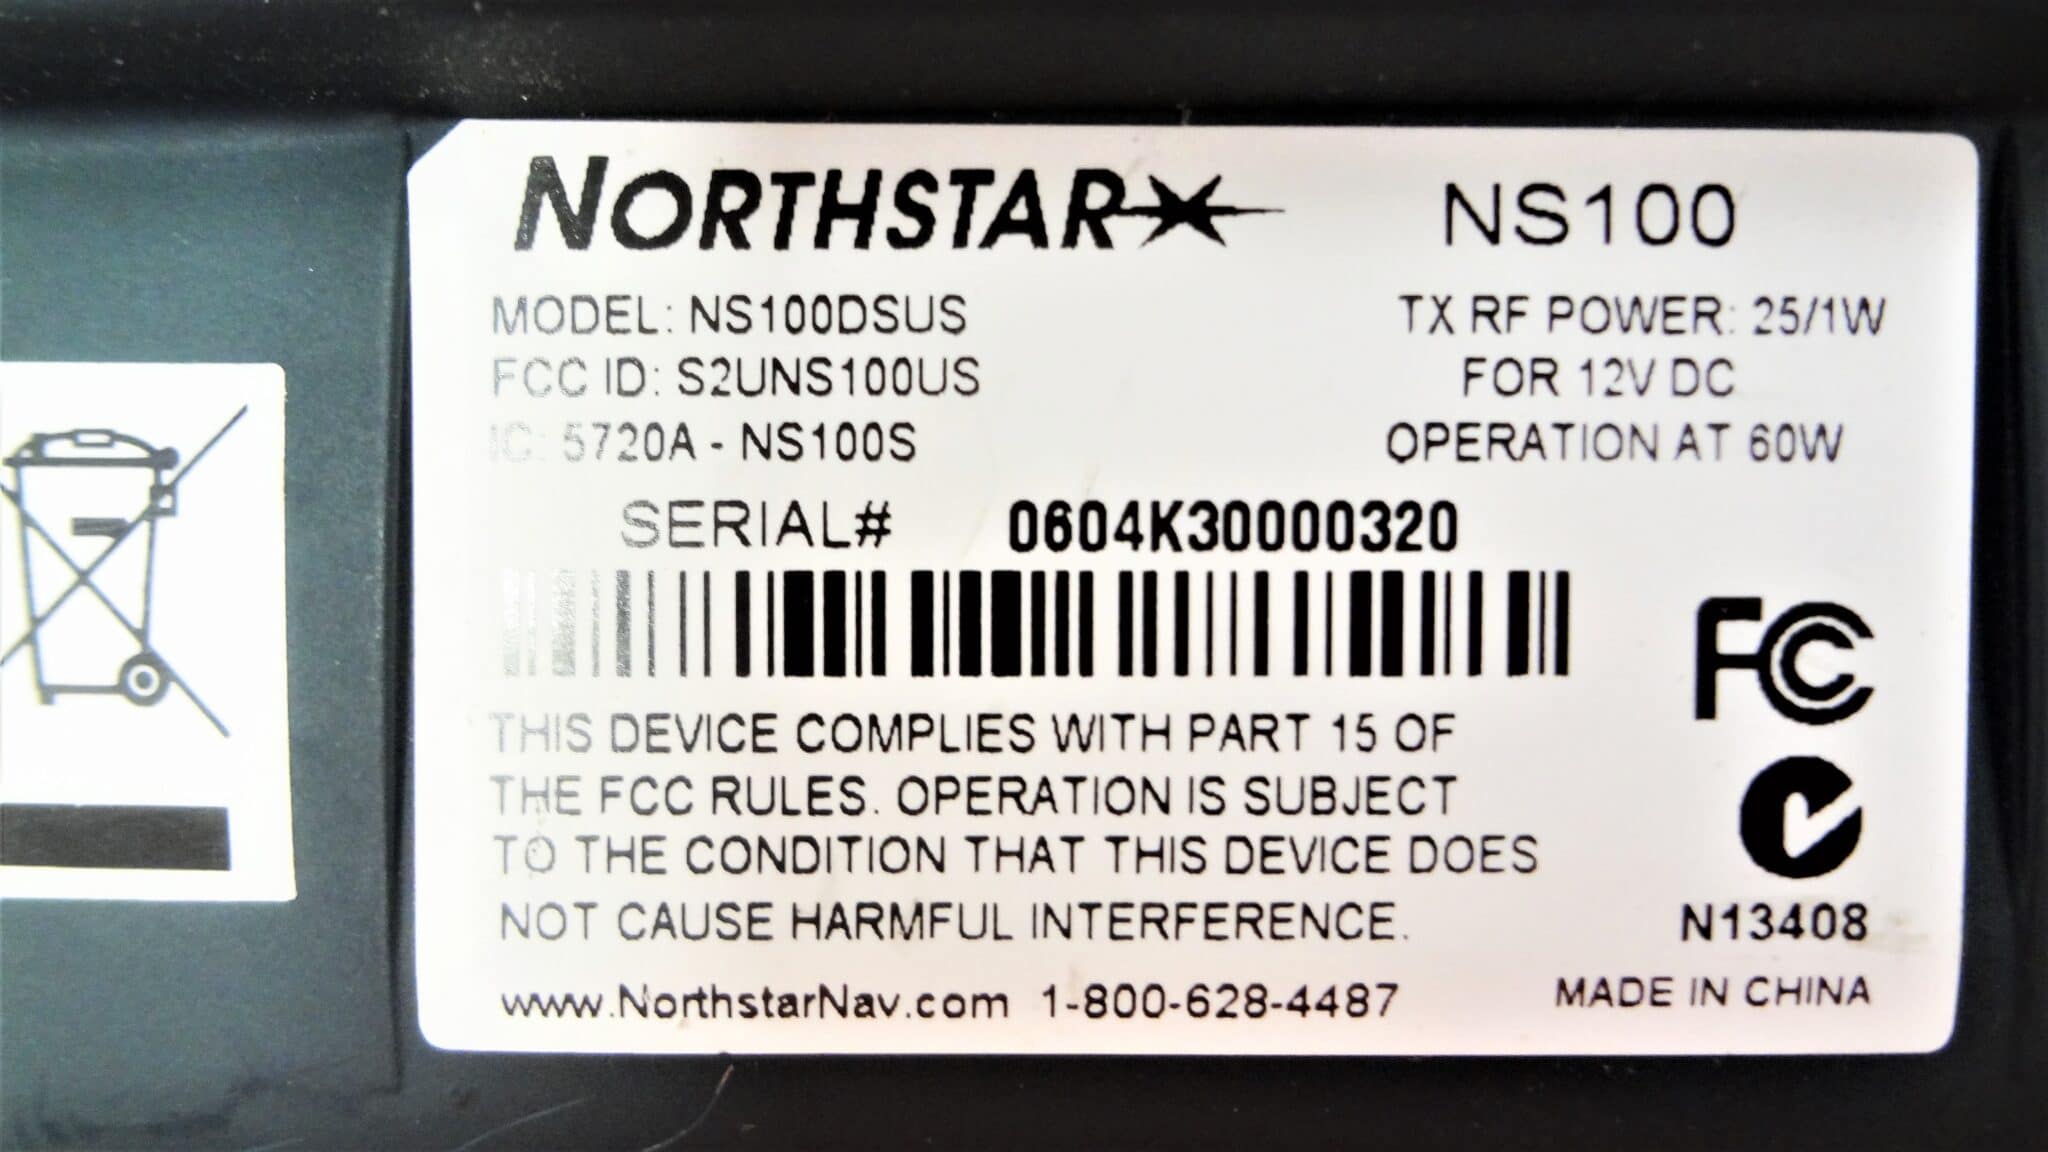 NORTHSTAR NS100
MODEL: NS100DSUS TX RF POWER: 25/1W
FCC ID: S2UNS100US FOR 12V DC
IC: 5720A - NS100S OPERATION AT 60W
SERIAL# 0604K30000320
FC
THIS DEVICE COMPLIES WITH PART 15 OF
THE FCC RULES. OPERATION IS SUBJECT
TO THE CONDITION THAT THIS DEVICE DOES
NOT CAUSE HARMFUL INTERFERENCE.
N13408
www.NorthstarNav.com 1-800-628-4487 MADE IN CHINA